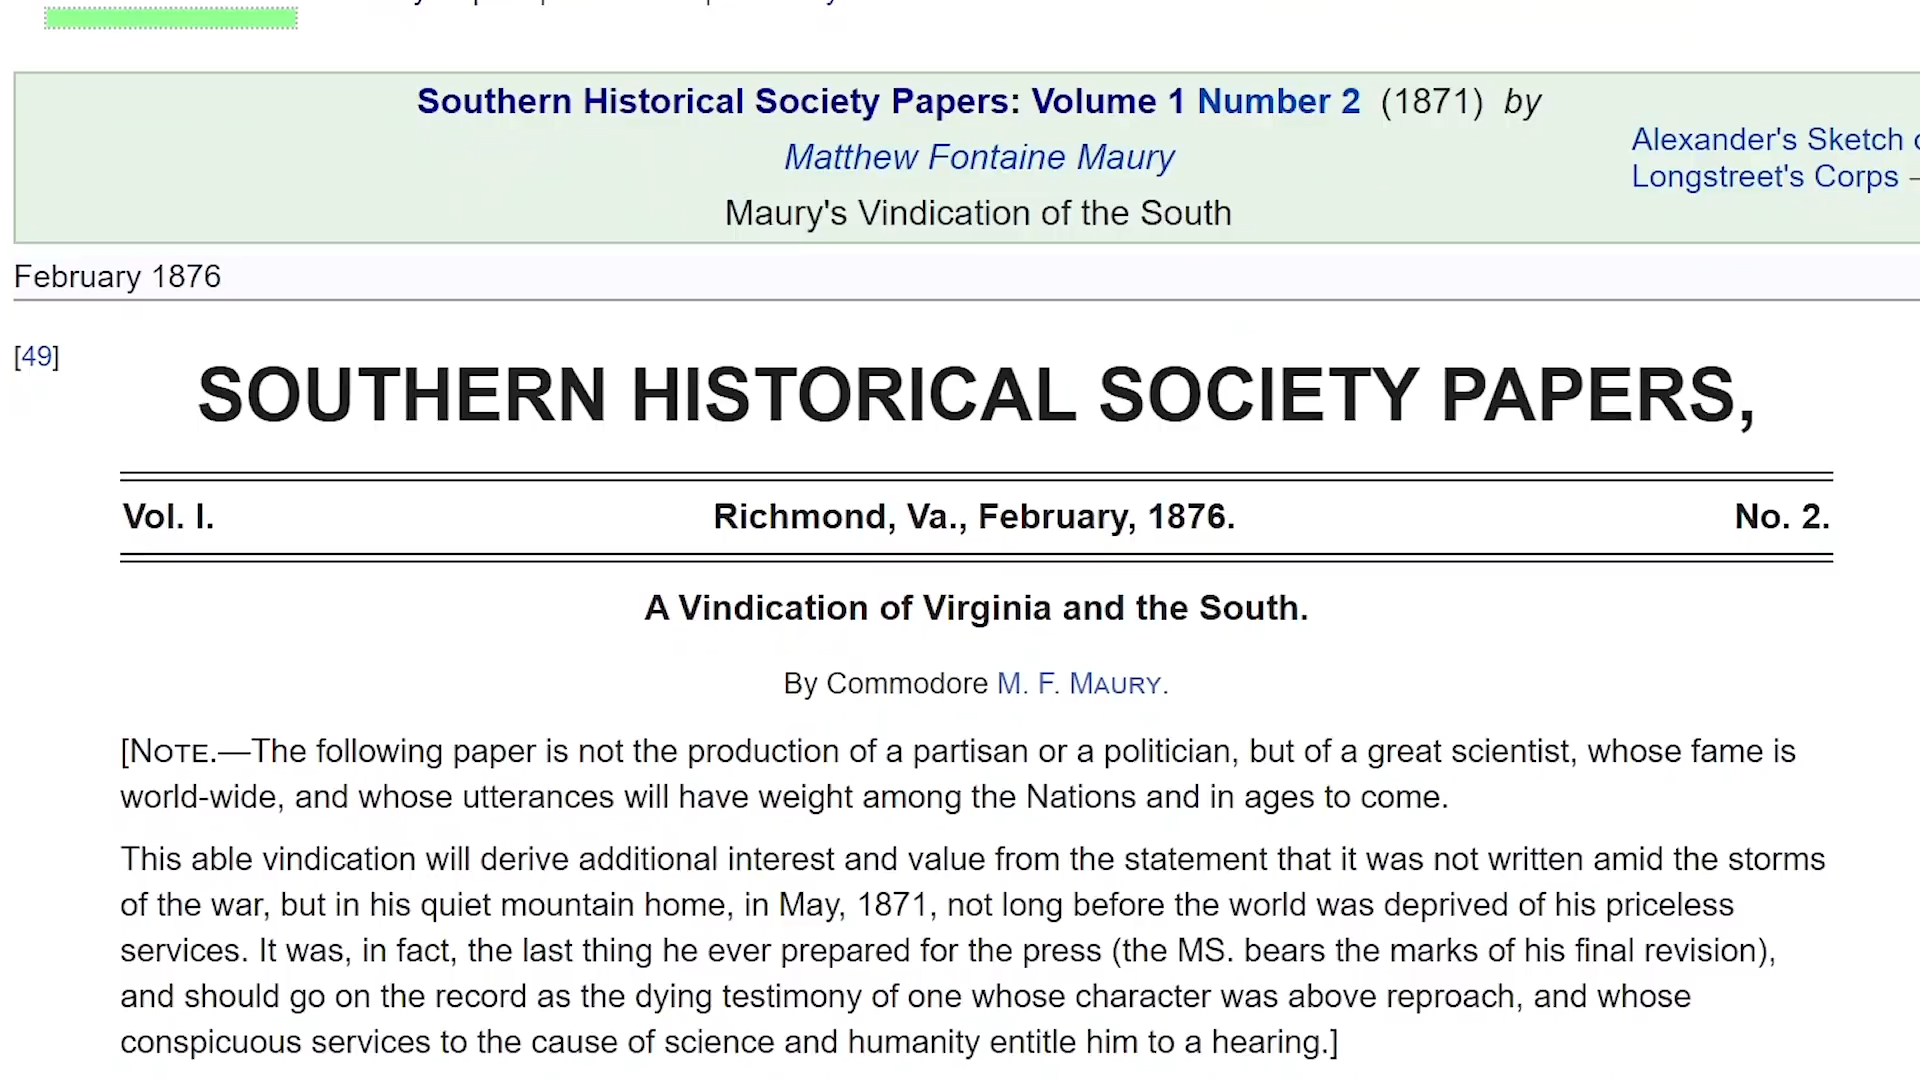 Southern Historical Society Papers: Volume 1 Number 2 (1871) by
Matthew Fontaine Maury
Maury's Vindication of the South
Alexander's Sketch
Longstreet's Corps –
February 1876
[49]
SOUTHERN HISTORICAL SOCIETY PAPERS,
Vol. I. Richmond, Va., February, 1876. No. 2.
A Vindication of Virginia and the South.
By Commodore M. F. MAURY.
[NOTE.—The following paper is not the production of a partisan or a politician, but of a great scientist, whose fame is
world-wide, and whose utterances will have weight among the Nations and in ages to come.
This able vindication will derive additional interest and value from the statement that it was not written amid the storms
of the war, but in his quiet mountain home, in May, 1871, not long before the world was deprived of his priceless
services. It was, in fact, the last thing he ever prepared for the press (the MS. bears the marks of his final revision),
and should go on the record as the dying testimony of one whose character was above reproach, and whose
conspicuous services to the cause of science and humanity entitle him to a hearing.]